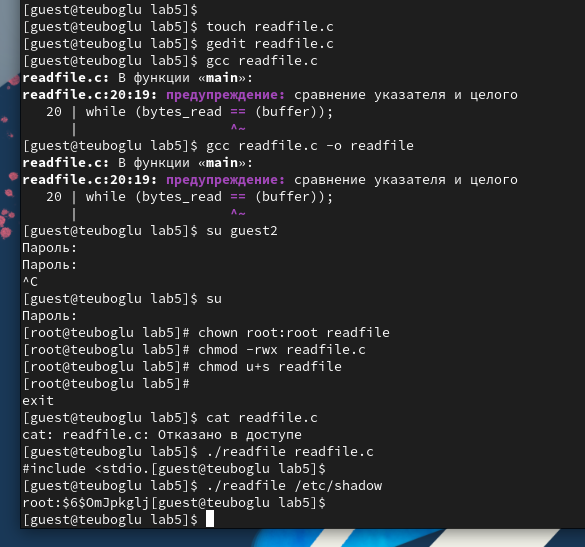 [guest@teuboglu lab5]$
[guest@teuboglu lab5]$ touch readfile.c
[guest@teuboglu lab5]$ gedit readfile.c
[guest@teuboglu lab5]$ gcc readfile.c
readfile.c: В функции «main»:
readfile.c:20:19: предупреждение: сравнение указателя и целого
   20 | while (bytes_read == (buffer));
      |                   ^~
[guest@teuboglu lab5]$ gcc readfile.c -o readfile
readfile.c: В функции «main»:
readfile.c:20:19: предупреждение: сравнение указателя и целого
   20 | while (bytes_read == (buffer));
      |                   ^~
[guest@teuboglu lab5]$ su guest2
Пароль:
Пароль:
^C
[guest@teuboglu lab5]$ su
Пароль:
[root@teuboglu lab5]# chown root:root readfile
[root@teuboglu lab5]# chmod -rwx readfile.c
[root@teuboglu lab5]# chmod u+s readfile
[root@teuboglu lab5]#
exit
[guest@teuboglu lab5]$ cat readfile.c
cat: readfile.c: Отказано в доступе
[guest@teuboglu lab5]$ ./readfile readfile.c
#include <stdio.[guest@teuboglu lab5]$
[guest@teuboglu lab5]$ ./readfile /etc/shadow
root:$6$OmJpkglj[guest@teuboglu lab5]$
[guest@teuboglu lab5]$